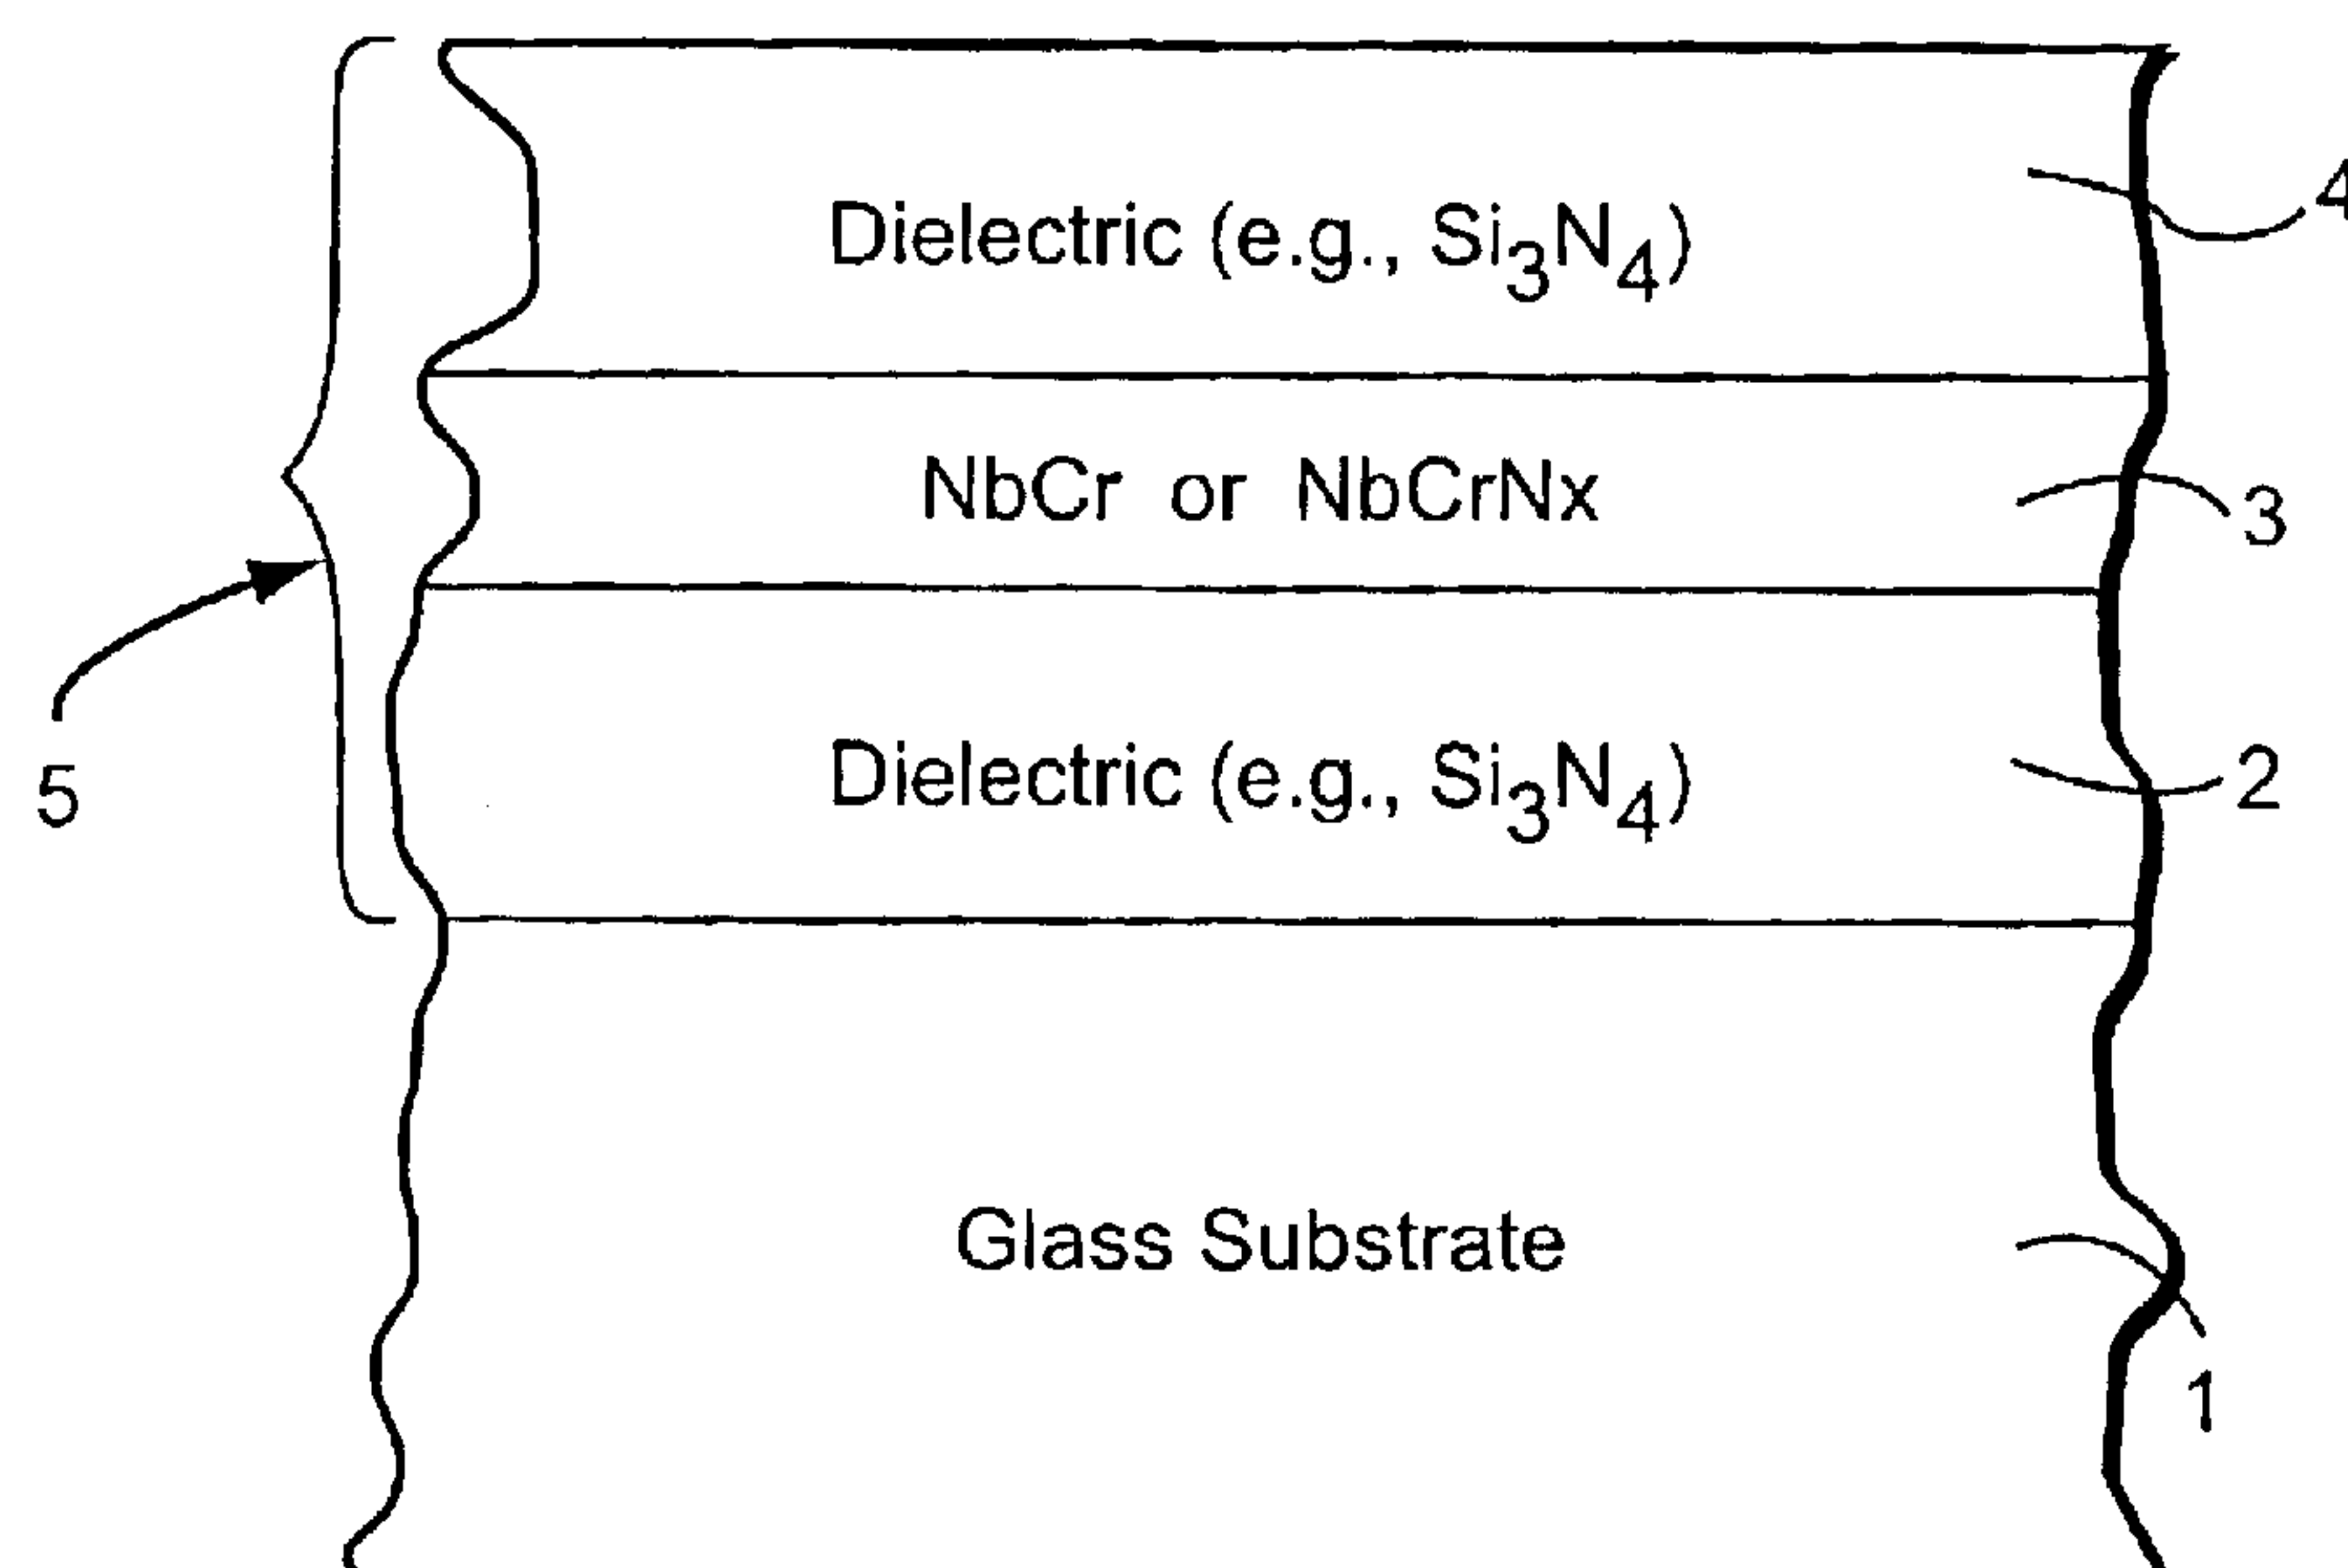 Dielectric (e.g., Si3N4)
4
NbCr or NbCrNx
3
Dielectric (e.g., Si3N4)
2
5
Glass Substrate
1